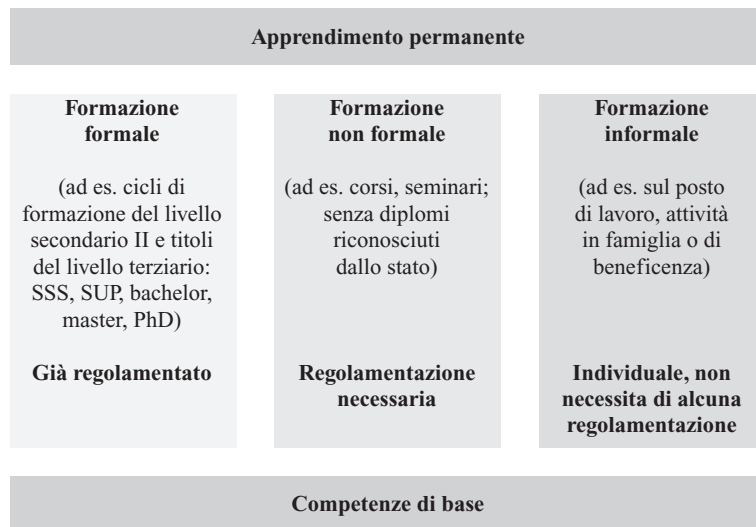 Apprendimento permanente
Formazione
formale
(ad es. cicli di
formazione del livello
secondario II e titoli
del livello terziario:
SSS, SUP, bachelor,
master, PhD)
Già regolamentato
Formazione
non formale
(ad es. corsi, seminari;
senza diplomi
riconosciuti
dallo stato)
Regolamentazione
necessaria
Formazione
informale
(ad es. sul posto
di lavoro, attività
in famiglia o di
beneficenza)
Individuale, non
necessita di alcuna
regolamentazione
Competenze di base